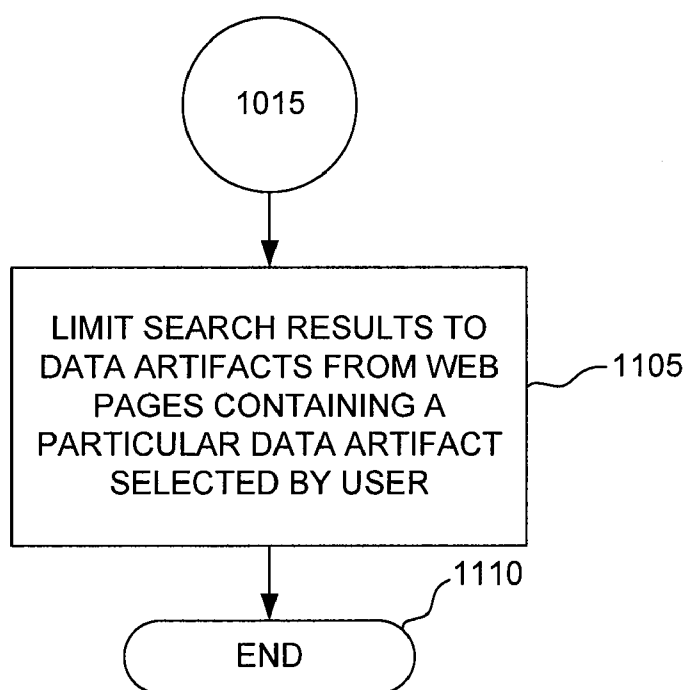 1015
LIMIT SEARCH RESULTS TO
DATA ARTIFACTS FROM WEB
PAGES CONTAINING A
PARTICULAR DATA ARTIFACT
SELECTED BY USER
1105
1110
END